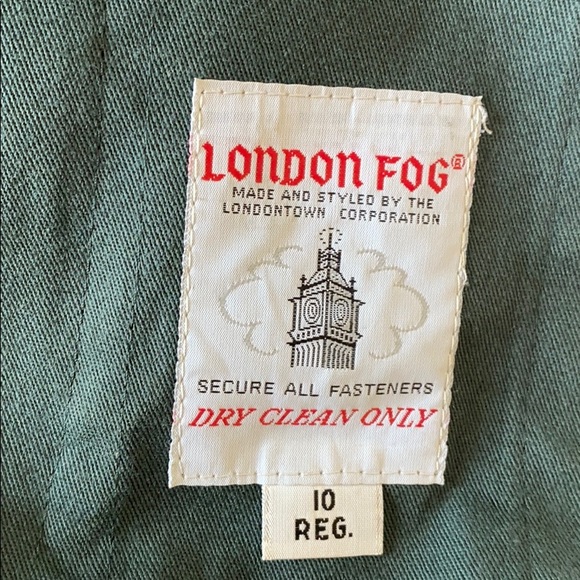 LONDON FOG®
MADE AND STYLED BY THE
LONDONTOWN CORPORATION
SECURE ALL FASTENERS
DRY CLEAN ONLY
10
REG.